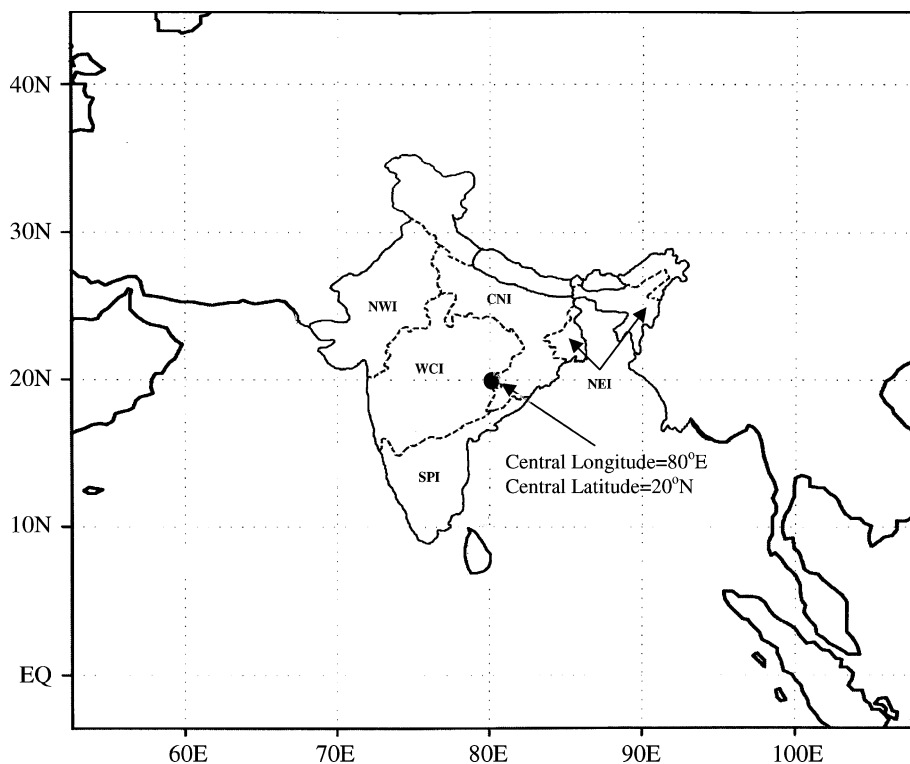 40N
30N
NWI
CNI
WCI
20N
NEI
Central Longitude=80°E
SPI
Central Latitude=20°N
10N
EQ
60E 70E 80E 90E 100E